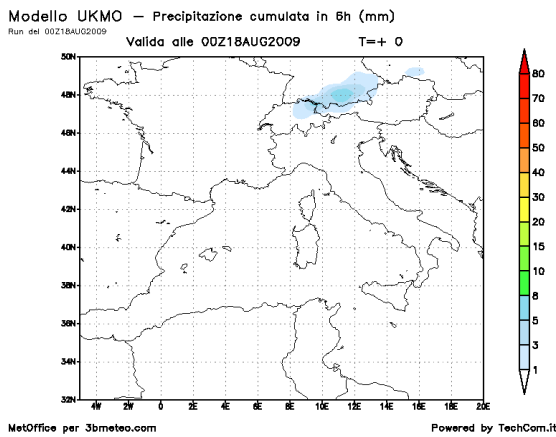 Modello UKMO – Precipitazione cumulata in 6h (mm)
Run del 00Z18AUG2009
Valida alle 00Z18AUG2009 T=+ 0
50N
48N
46N
44N
42N
40N
38N
36N
34N
32N
4W 2W 0 2E 4E 6E 8E 10E 12E 14E 16E 18E 20E
80
70
60
50
40
30
20
15
10
8
5
3
1
MetOffice per 3bmeteo.com Powered by TechCom.it